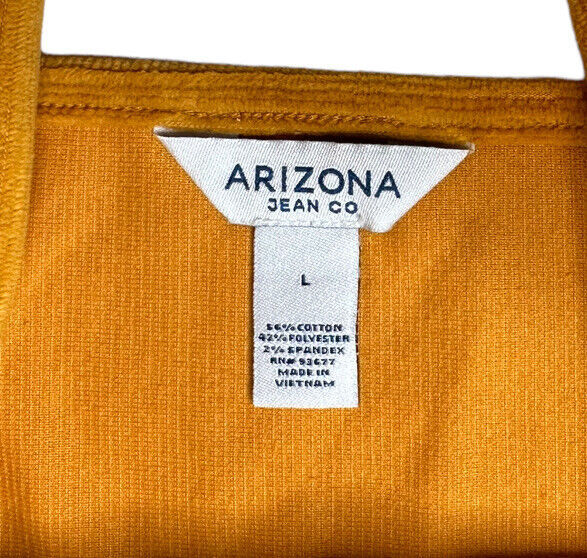 ARIZONA
JEAN CO
L
56% COTTON
42% POLYESTER
2% SPANDEX
RN# 93677
MADE IN
VIETNAM